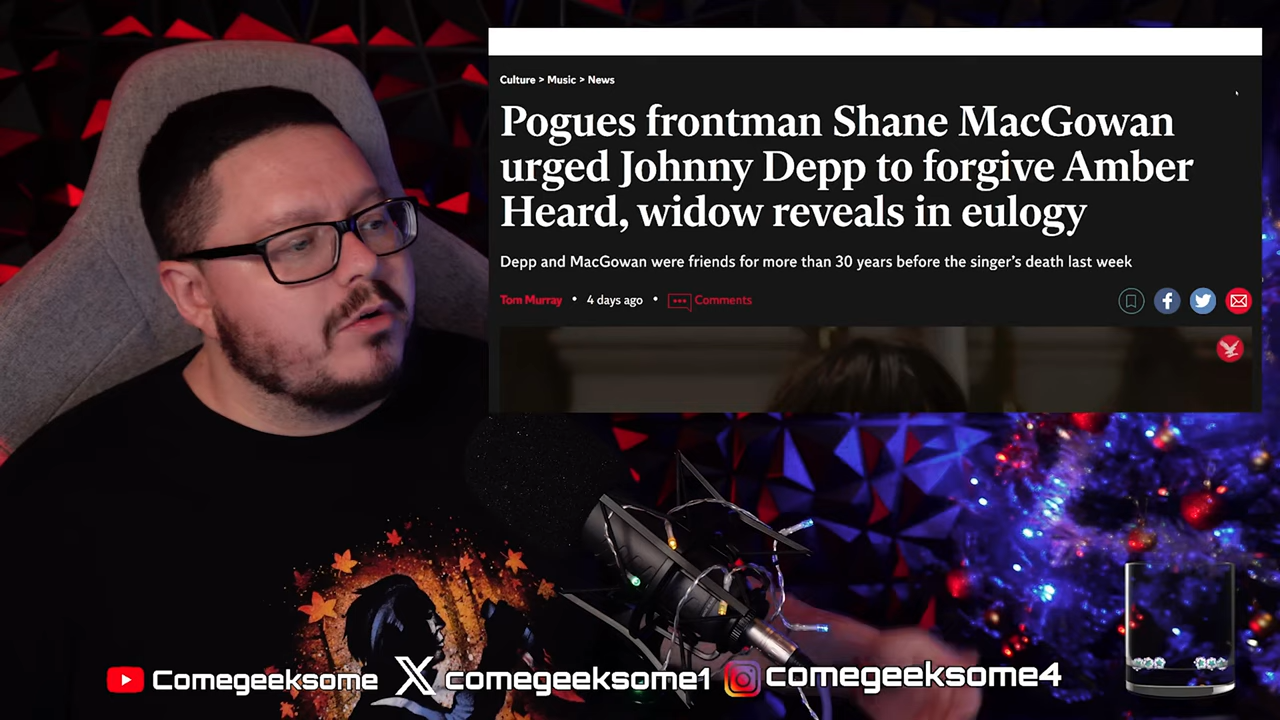 Culture > Music > News
Pogues frontman Shane MacGowan
urged Johnny Depp to forgive Amber
Heard, widow reveals in eulogy
Depp and MacGowan were friends for more than 30 years before the singer's death last week
Tom Murray • 4 days ago • Comments
Comegeeksome comegeeksome1 comegeeksome4